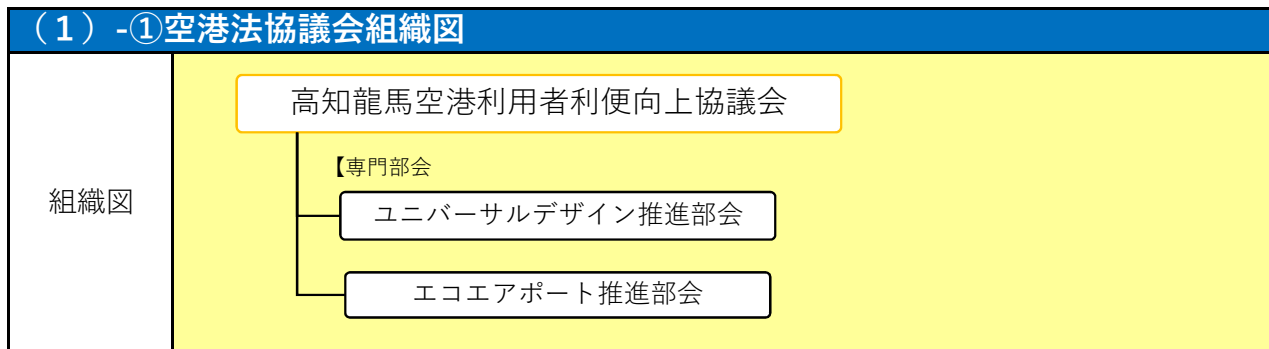 （１）-①空港法協議会組織図
組織図
高知龍馬空港利用者利便向上協議会
【専門部会
ユニバーサルデザイン推進部会
エコエアポート推進部会